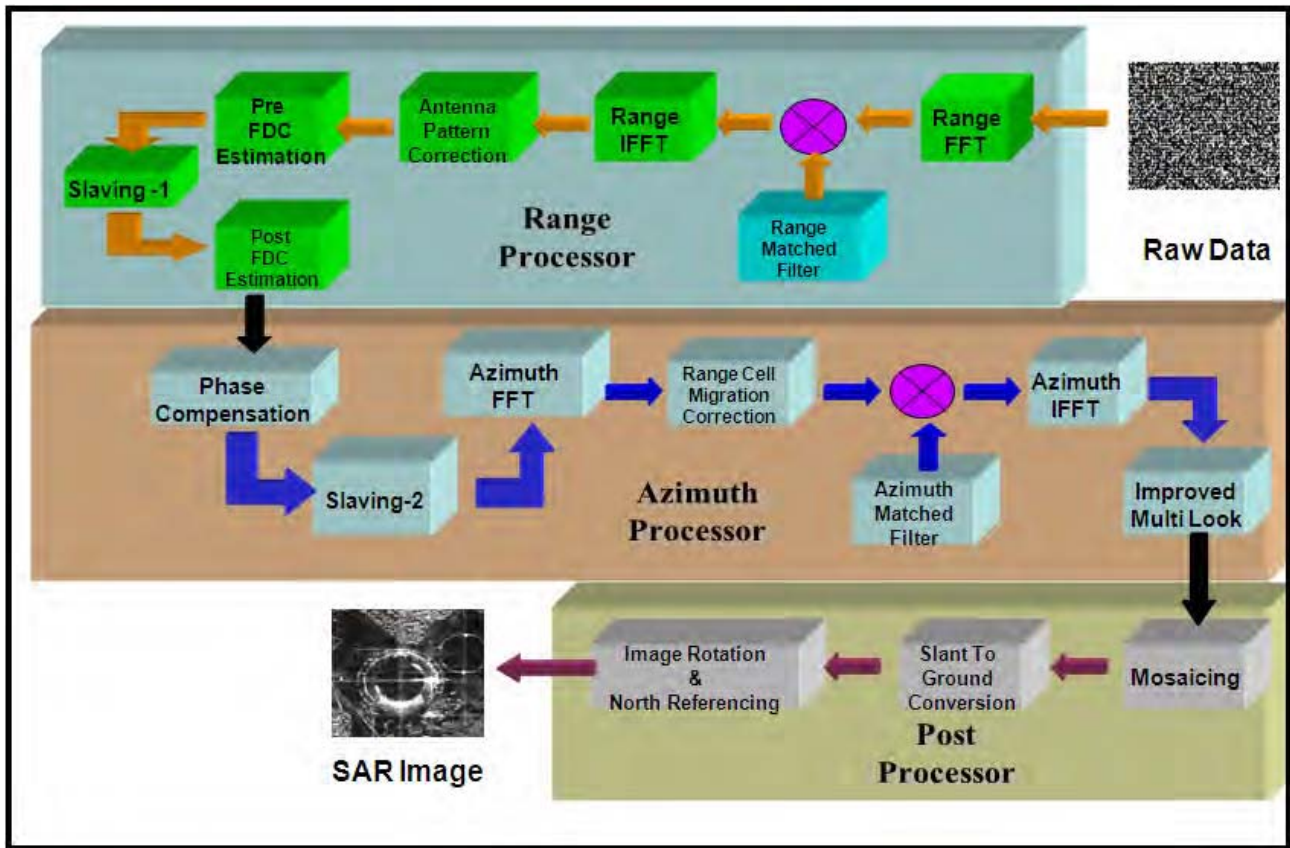 Pre
FDC
Estimation
Antenna
Pattern
Correction
Range
IFFT
Range
FFT
Slaving -1
Post
FDC
Estimation
Range
Processor
Range
Matched
Filter
Raw Data
Phase
Compensation
Slaving-2
Azimuth
FFT
Range Cell
Migration
Correction
Azimuth
IFFT
Azimuth
Processor
Azimuth
Matched
Filter
Improved
Multi Look
Image Rotation
&
North Referencing
Slant To
Ground
Conversion
Mosaicing
Post
Processor
SAR Image